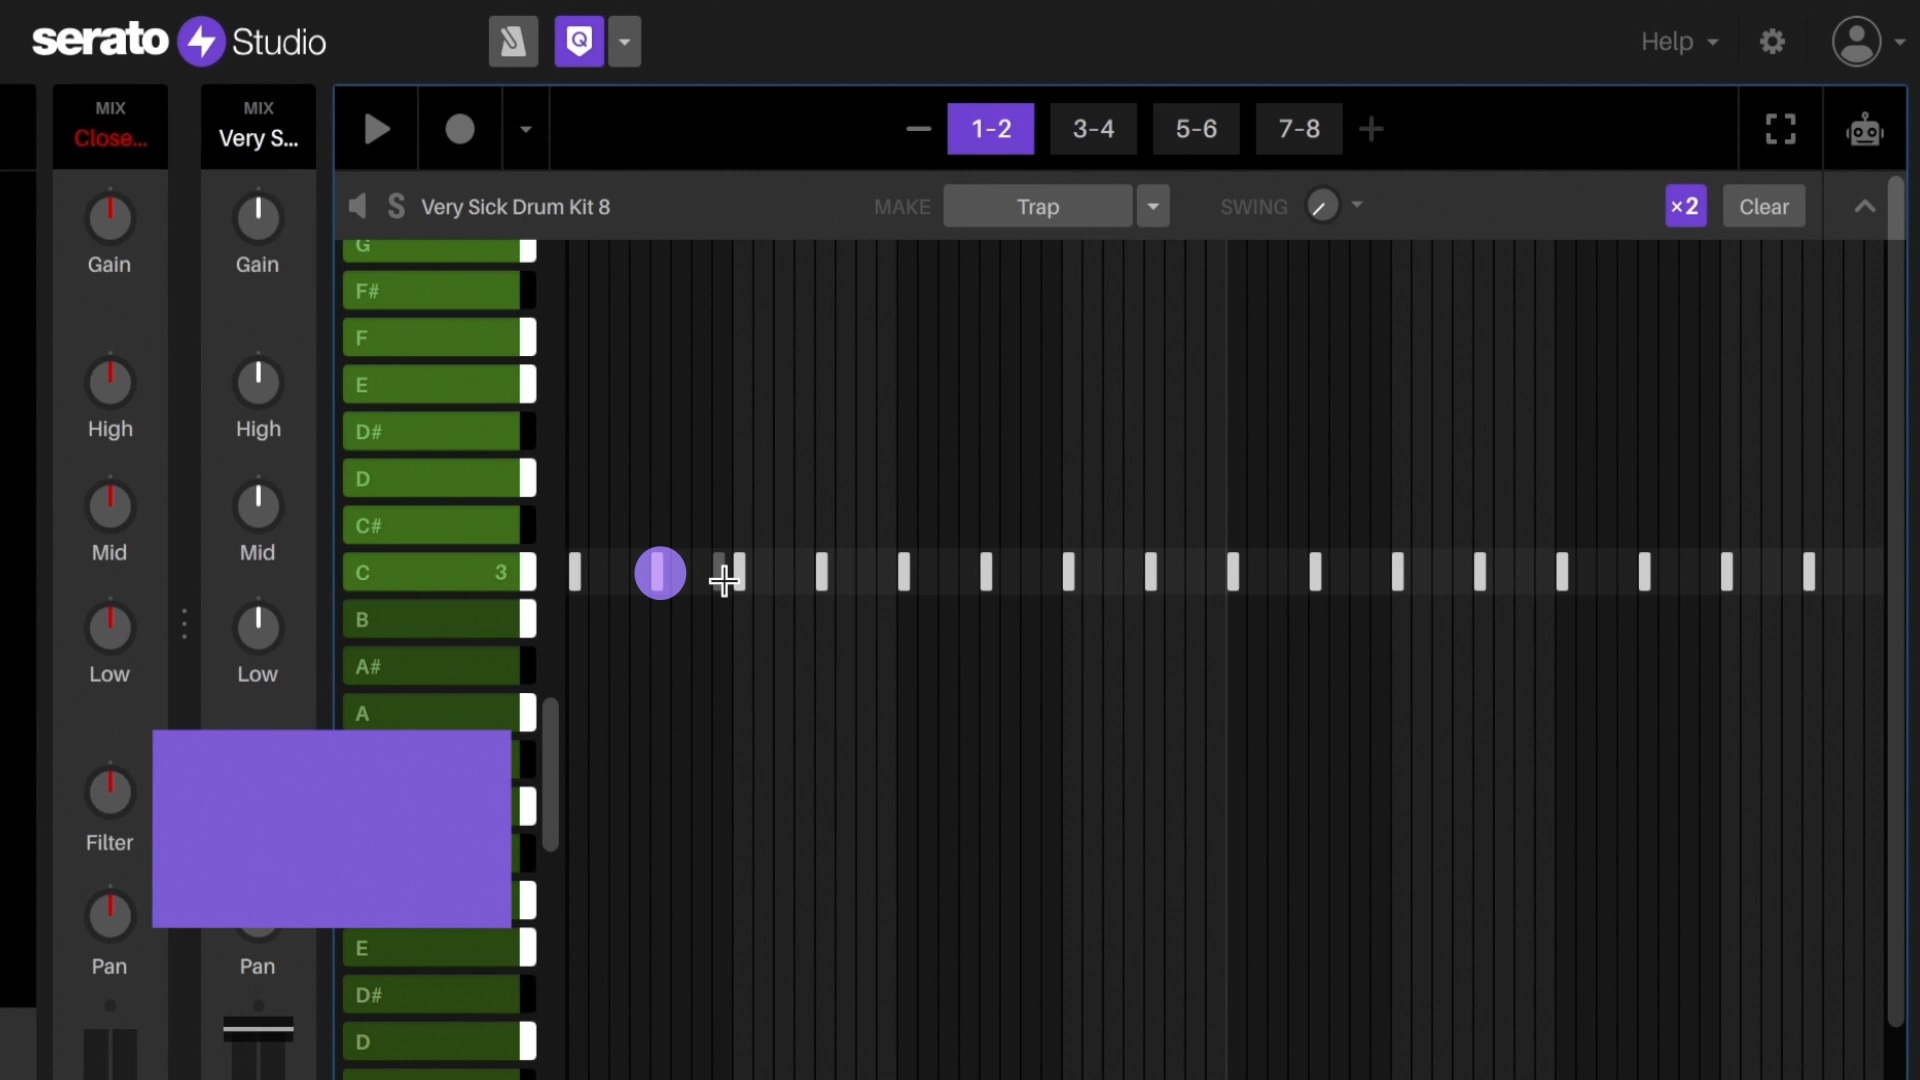 serato Studio
Q
Help
MIX
Close...
MIX
Very S...
1-2
3-4
5-6
7-8
S
Very Sick Drum Kit 8
MAKE
Trap
SWING
×2
Clear
Gain
Gain
High
High
Mid
Mid
Low
Low
Filter
Pan
Pan
G
F#
F
E
D#
D
C#
C 3
B
A#
A
E
D#
D